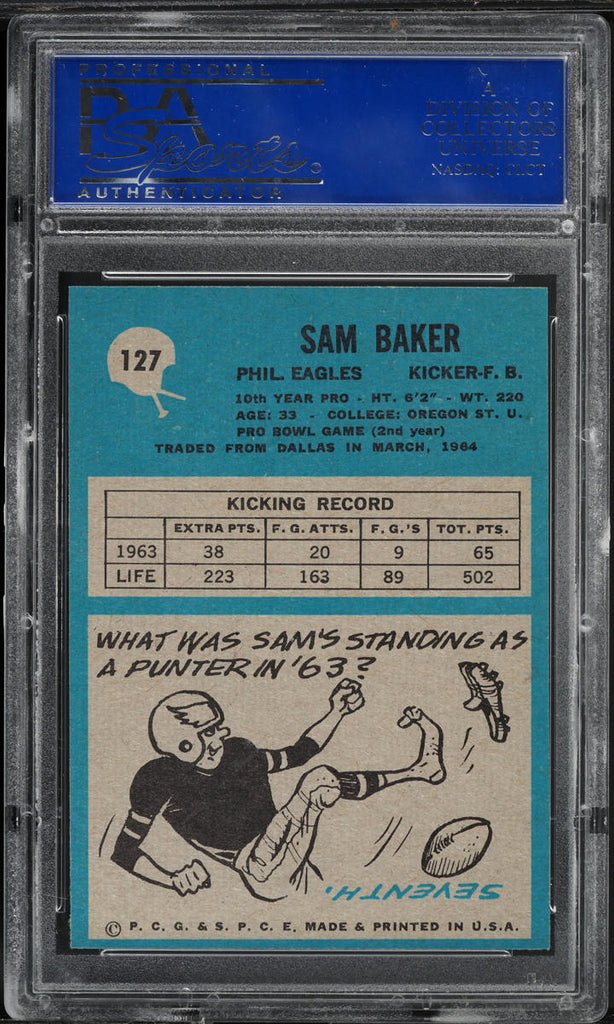 PROFESSIONAL
PSA
Sports
AUTHENTICATOR
A
DIVISION OF
COLLECTORS
UNIVERSE
NASDAQ: CLCT
127
SAM BAKER
PHIL. EAGLES KICKER-F. B.
10th YEAR PRO - HT. 6'2" - WT. 220
AGE: 33 - COLLEGE: OREGON ST. U.
PRO BOWL GAME (2nd year)
TRADED FROM DALLAS IN MARCH, 1964
KICKING RECORD
EXTRA PTS. F. G. ATTS. F. G.'S TOT. PTS.
1963 38 20 9 65
LIFE 223 163 89 502
WHAT WAS SAM'S STANDING AS
A PUNTER IN '63?
SEVENTH.
© P. C. G. & S. P. C. E. MADE & PRINTED IN U.S.A.